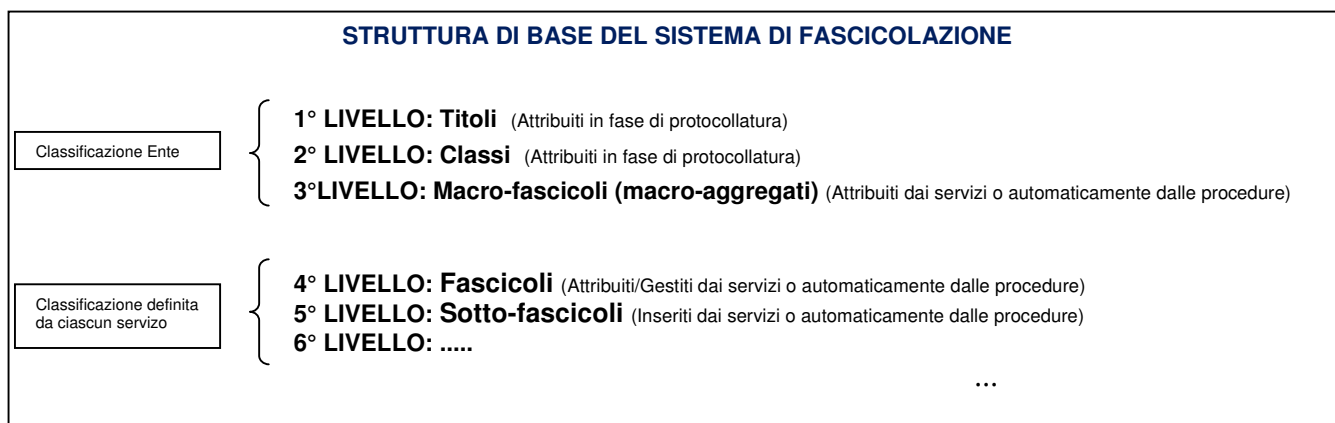 STRUTTURA DI BASE DEL SISTEMA DI FASCICOLAZIONE
Classificazione Ente
1° LIVELLO: Titoli (Attribuiti in fase di protocollatura)
2° LIVELLO: Classi (Attribuiti in fase di protocollatura)
3°LIVELLO: Macro-fascicoli (macro-aggregati) (Attribuiti dai servizi o automaticamente dalle procedure)
Classificazione definita
da ciascun servizo
4° LIVELLO: Fascicoli (Attribuiti/Gestiti dai servizi o automaticamente dalle procedure)
5° LIVELLO: Sotto-fascicoli (Inseriti dai servizi o automaticamente dalle procedure)
6° LIVELLO: .....
...